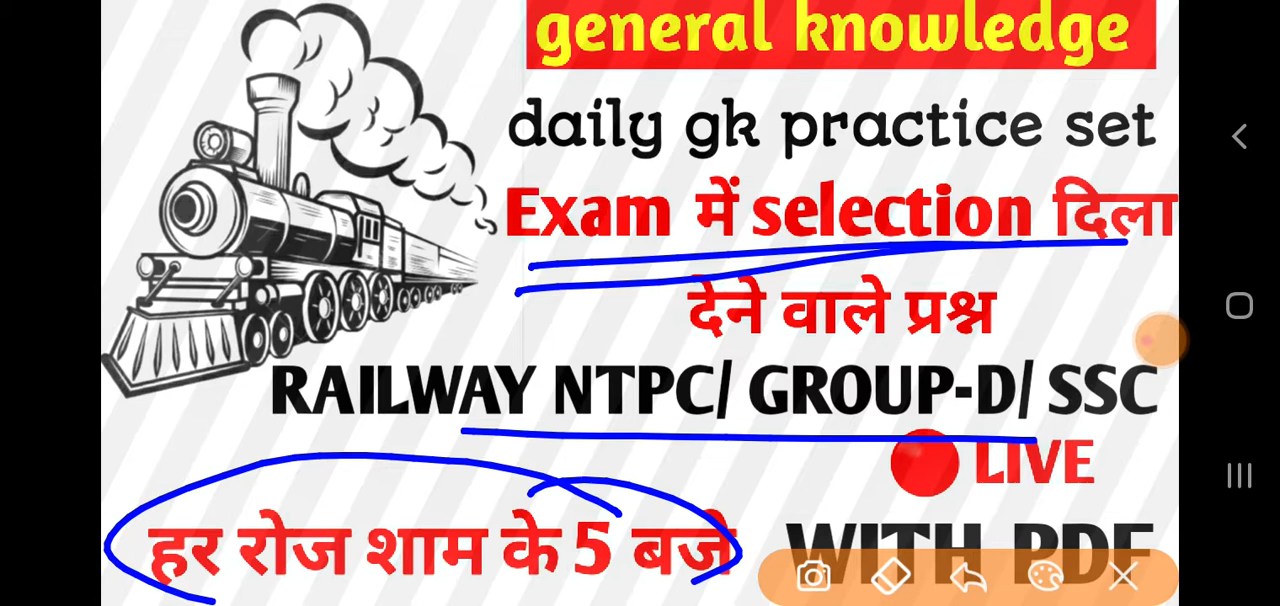 general knowledge
daily gk practice set
Exam में selection दिला
देने वाले प्रश्न
RAILWAY NTPC/ GROUP-D/ SSC
LIVE
हर रोज शाम के 5 बजे WITH PDF